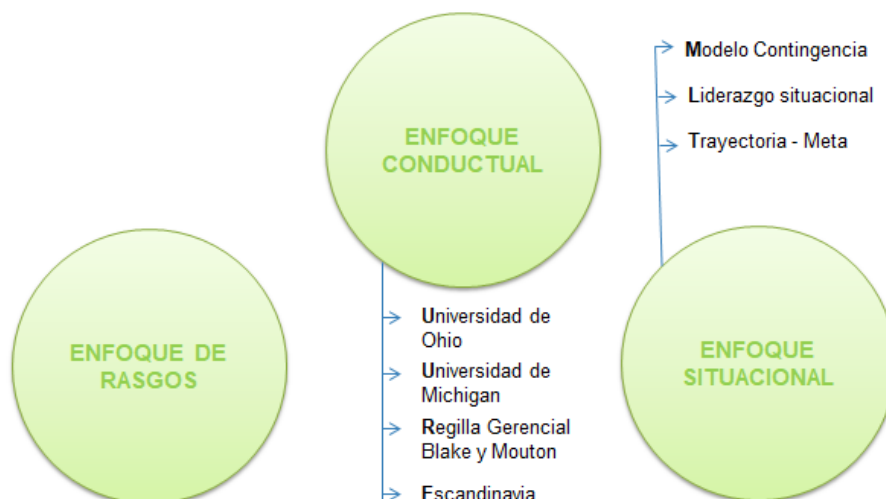 ENFOQUE
CONDUCTUAL
Modelo Contingencia
Liderazgo situacional
Trayectoria - Meta
ENFOQUE DE
RASGOS
Universidad de
Ohio
Universidad de
Michigan
Regilla Gerencial
Blake y Mouton
Escandinavia
ENFOQUE
SITUACIONAL